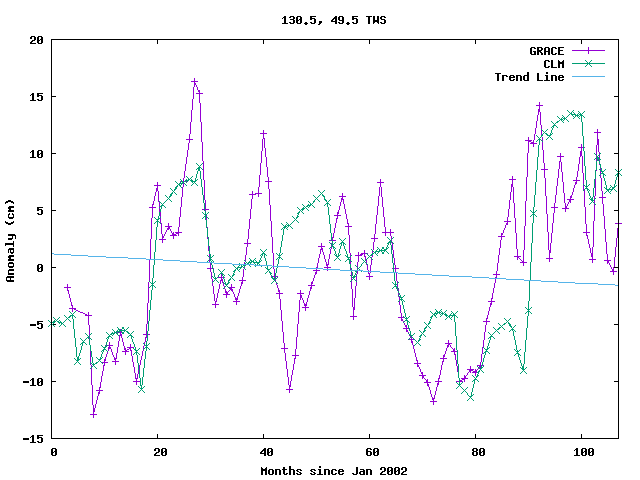 130.5, 49.5 TWS
GRACE
CLM
Trend Line
20
15
10
5
0
-5
-10
-15
Anomaly (cm)
0 20 40 60 80 100
Months since Jan 2002